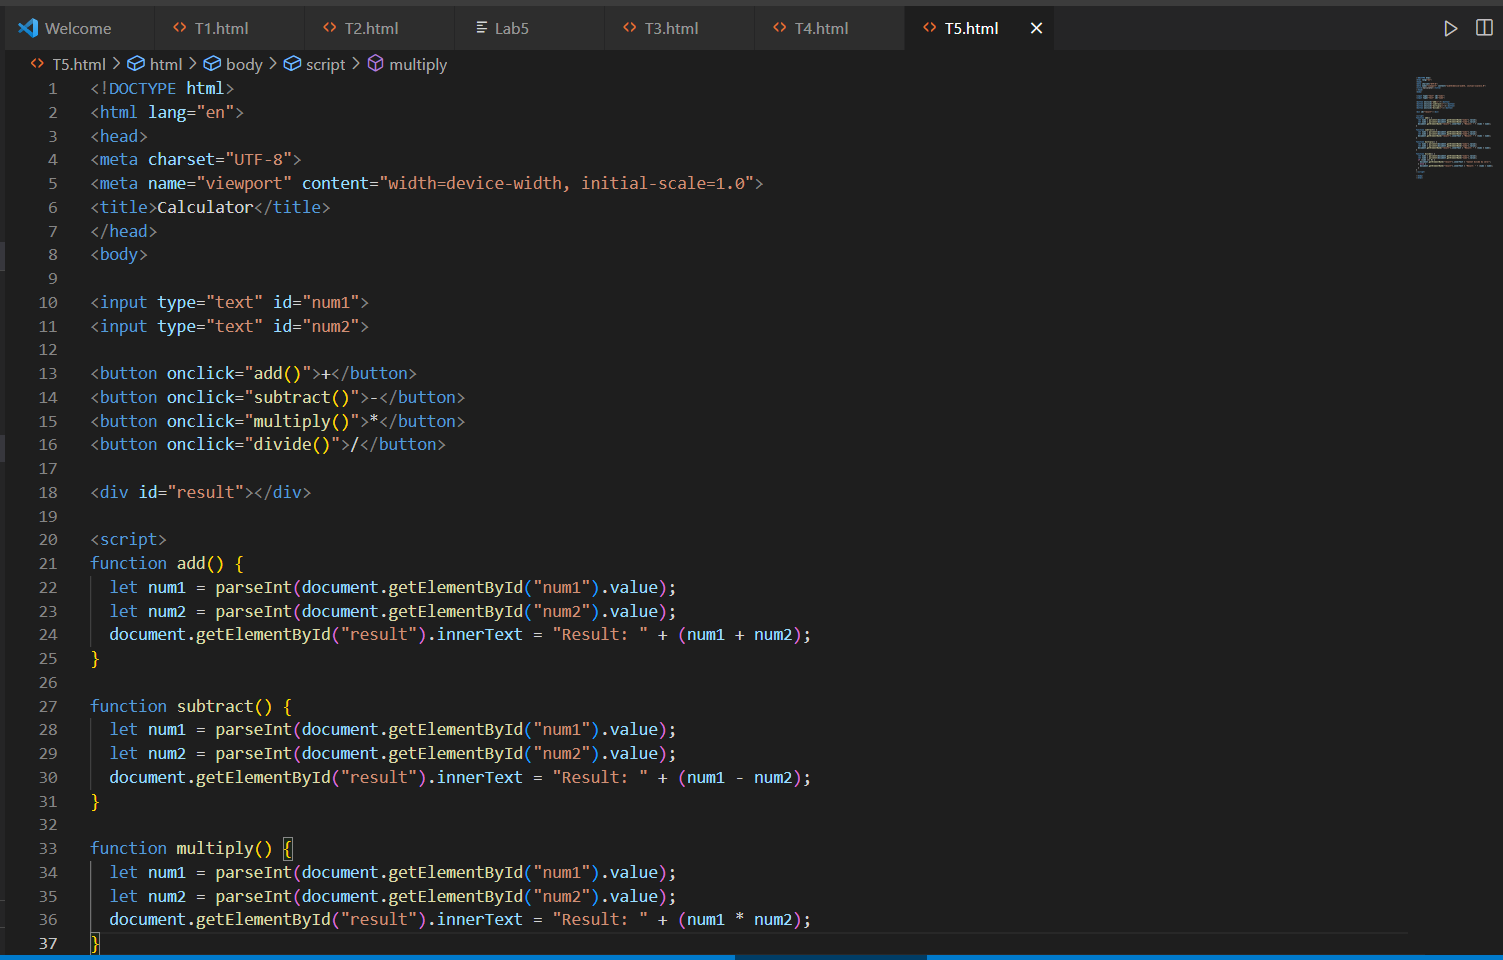 Welcome T1.html T2.html Lab5 T3.html T4.html T5.html
T5.html > html > body > script > multiply
1 <!DOCTYPE html>
2 <html lang="en">
3 <head>
4 <meta charset="UTF-8">
5 <meta name="viewport" content="width=device-width, initial-scale=1.0">
6 <title>Calculator</title>
7 </head>
8 <body>
9
10 <input type="text" id="num1">
11 <input type="text" id="num2">
12
13 <button onclick="add()">+</button>
14 <button onclick="subtract()">-</button>
15 <button onclick="multiply()">*</button>
16 <button onclick="divide()">/</button>
17
18 <div id="result"></div>
19
20 <script>
21 function add() {
22   let num1 = parseInt(document.getElementById("num1").value);
23   let num2 = parseInt(document.getElementById("num2").value);
24   document.getElementById("result").innerText = "Result: " + (num1 + num2);
25 }
26
27 function subtract() {
28   let num1 = parseInt(document.getElementById("num1").value);
29   let num2 = parseInt(document.getElementById("num2").value);
30   document.getElementById("result").innerText = "Result: " + (num1 - num2);
31 }
32
33 function multiply() {
34   let num1 = parseInt(document.getElementById("num1").value);
35   let num2 = parseInt(document.getElementById("num2").value);
36   document.getElementById("result").innerText = "Result: " + (num1 * num2);
37 }